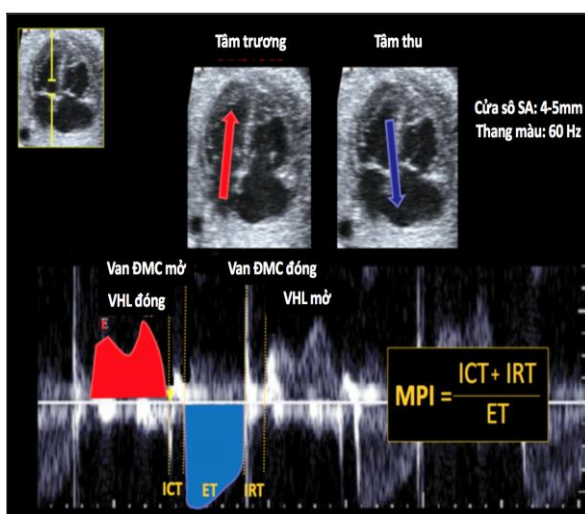 Tâm trương
Tâm thu
Cửa sổ SA: 4-5mm
Thang màu: 60 Hz
Van ĐMC mở
Van ĐMC đóng
VHL đóng
VHL mở
E
MPI = ICT + IRT
ET
ICT
ET
IRT